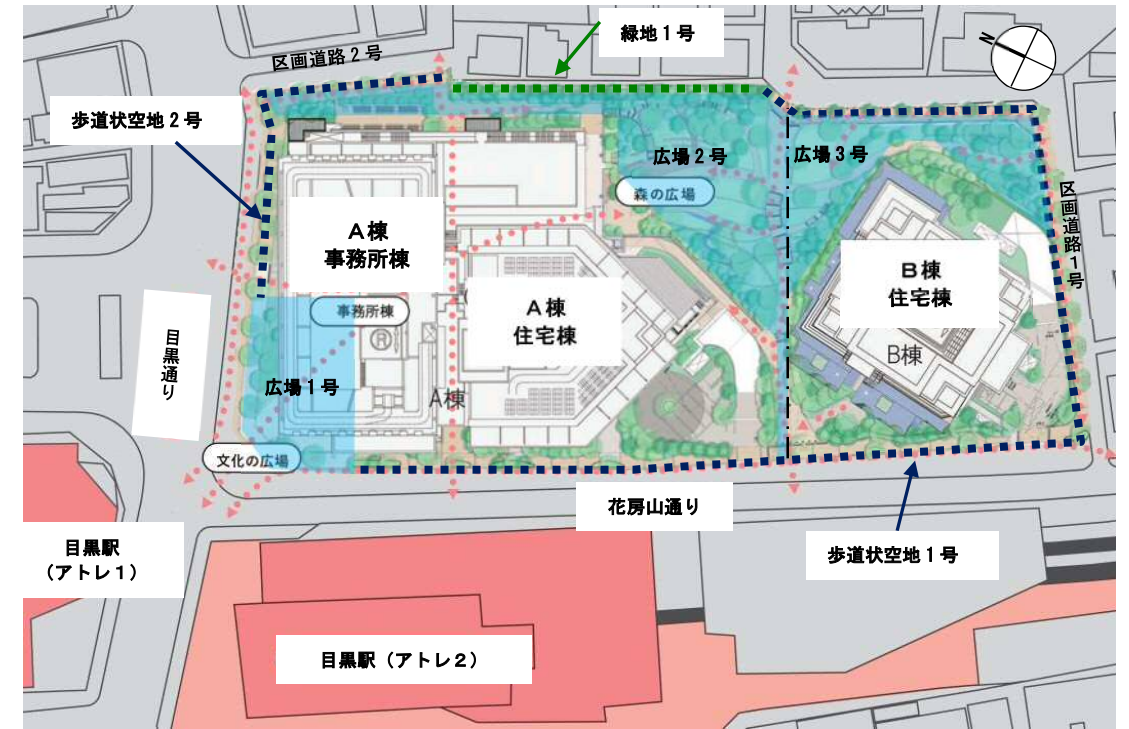 緑地1号
N
区画道路2号
歩道状空地2号
広場2号
広場3号
森の広場
区画道路1号
A棟
事務所棟
B棟
住宅棟
事務所棟
A棟
住宅棟
R
目黒通り
B棟
広場1号
A棟
文化の広場
花房山通り
目黒駅
(アトレ1)
歩道状空地1号
目黒駅(アトレ2)